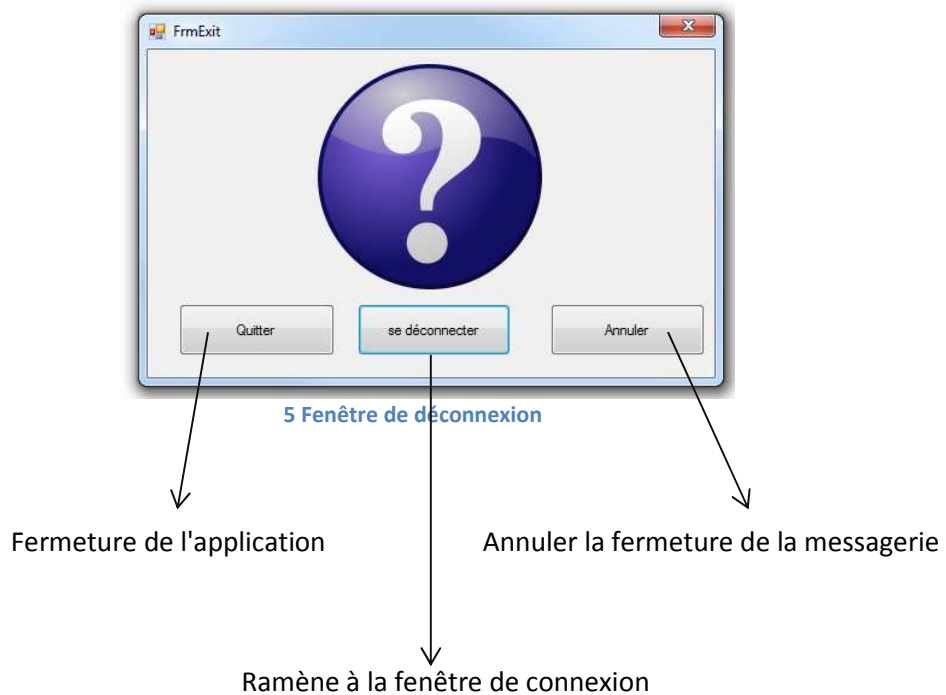 FrmExit
?
Quitter
se déconnecter
Annuler
5 Fenêtre de déconnexion
Fermeture de l'application
Annuler la fermeture de la messagerie
Ramène à la fenêtre de connexion